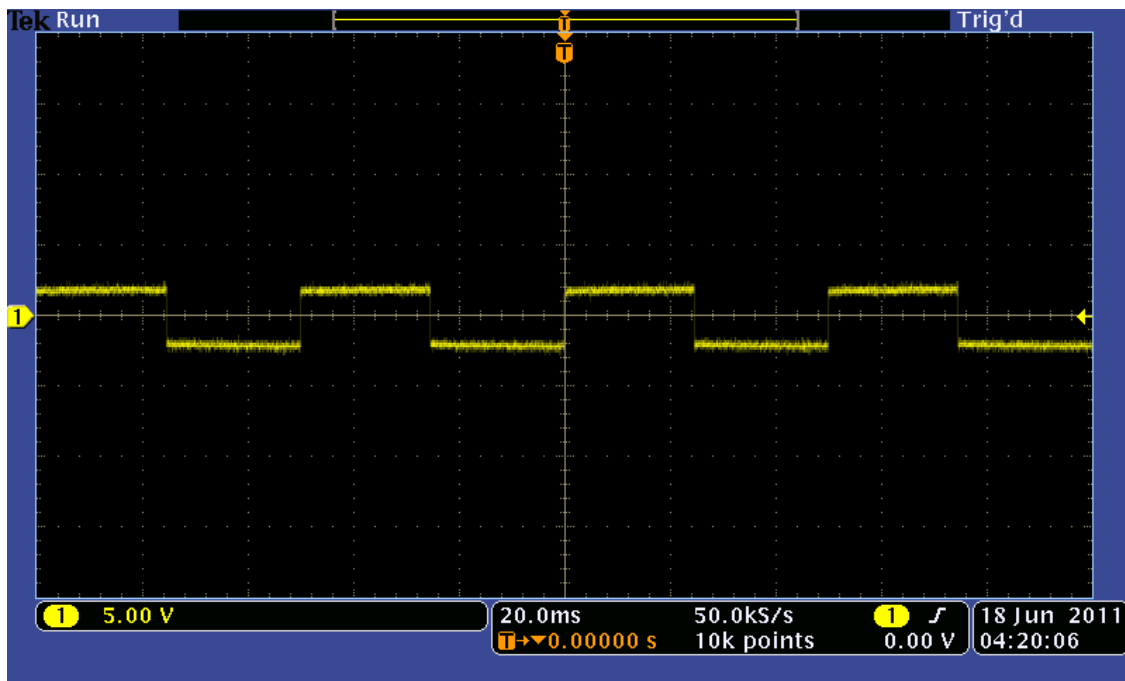 Tek Run Trig'd
T
T
1
1 5.00 V
20.0ms 50.0kS/s 1 18 Jun 2011
T→▼0.00000 s 10k points 0.00 V 04:20:06